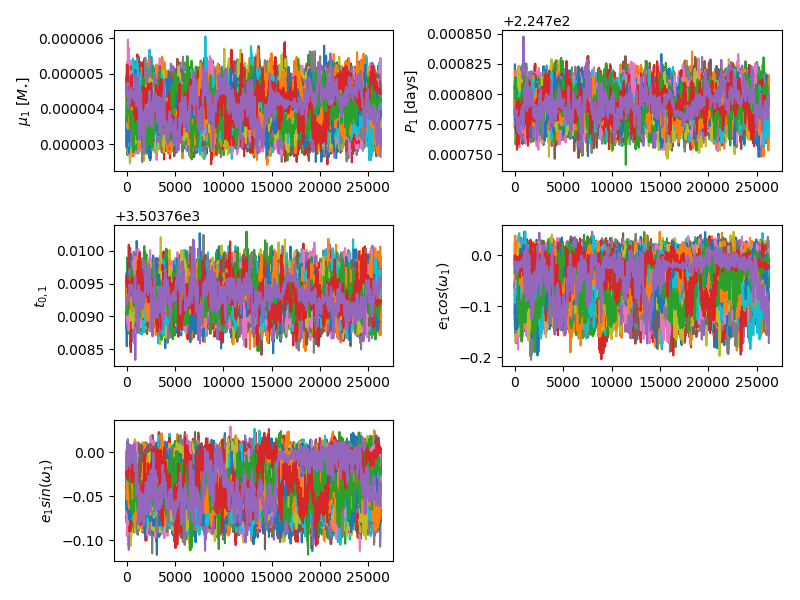 0.000006
0.000005
0.000004
0.000003
μ₁ [M⋆]
0 5000 10000 15000 20000 25000
+2.247e2
0.000850
0.000825
0.000800
0.000775
0.000750
P₁ [days]
0 5000 10000 15000 20000 25000
+3.50376e3
0.0100
0.0095
0.0090
0.0085
t₀,₁
0 5000 10000 15000 20000 25000
0.0
−0.1
−0.2
e₁cos(ω₁)
0 5000 10000 15000 20000 25000
0.00
−0.05
−0.10
e₁sin(ω₁)
0 5000 10000 15000 20000 25000